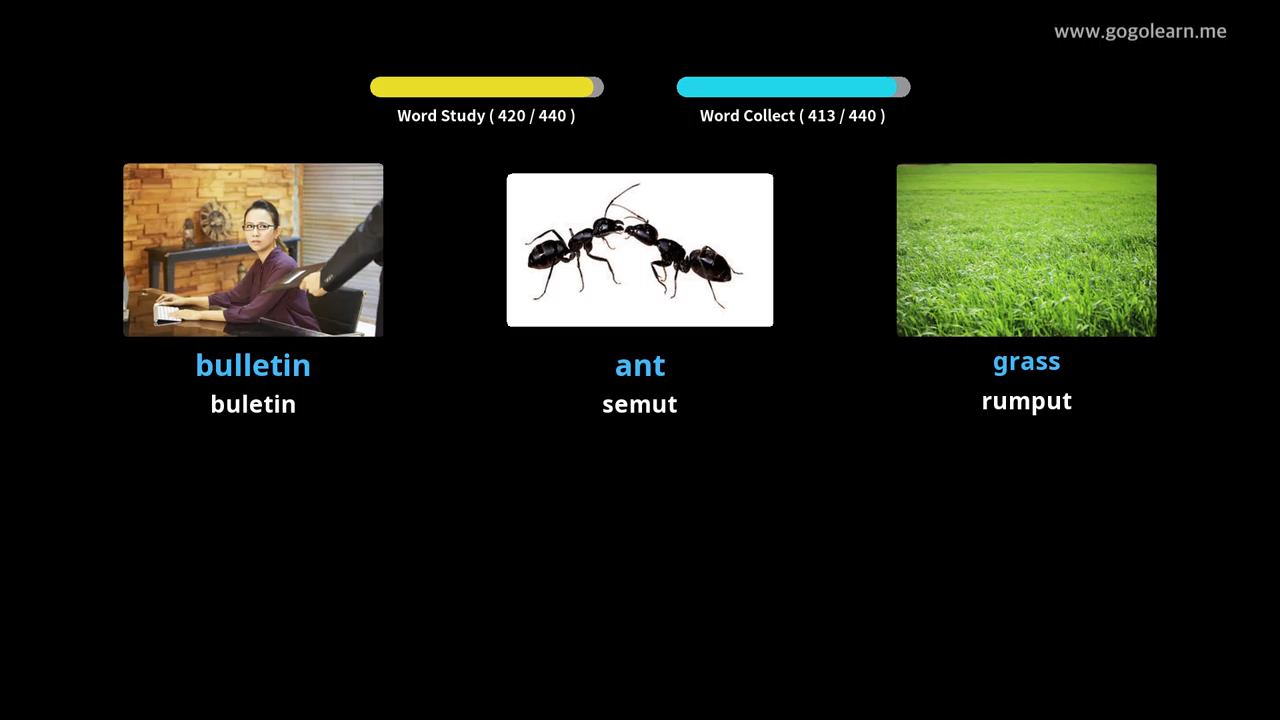 www.gogolearn.me
Word Study ( 420 / 440 )
Word Collect ( 413 / 440 )
bulletin
buletin
ant
semut
grass
rumput